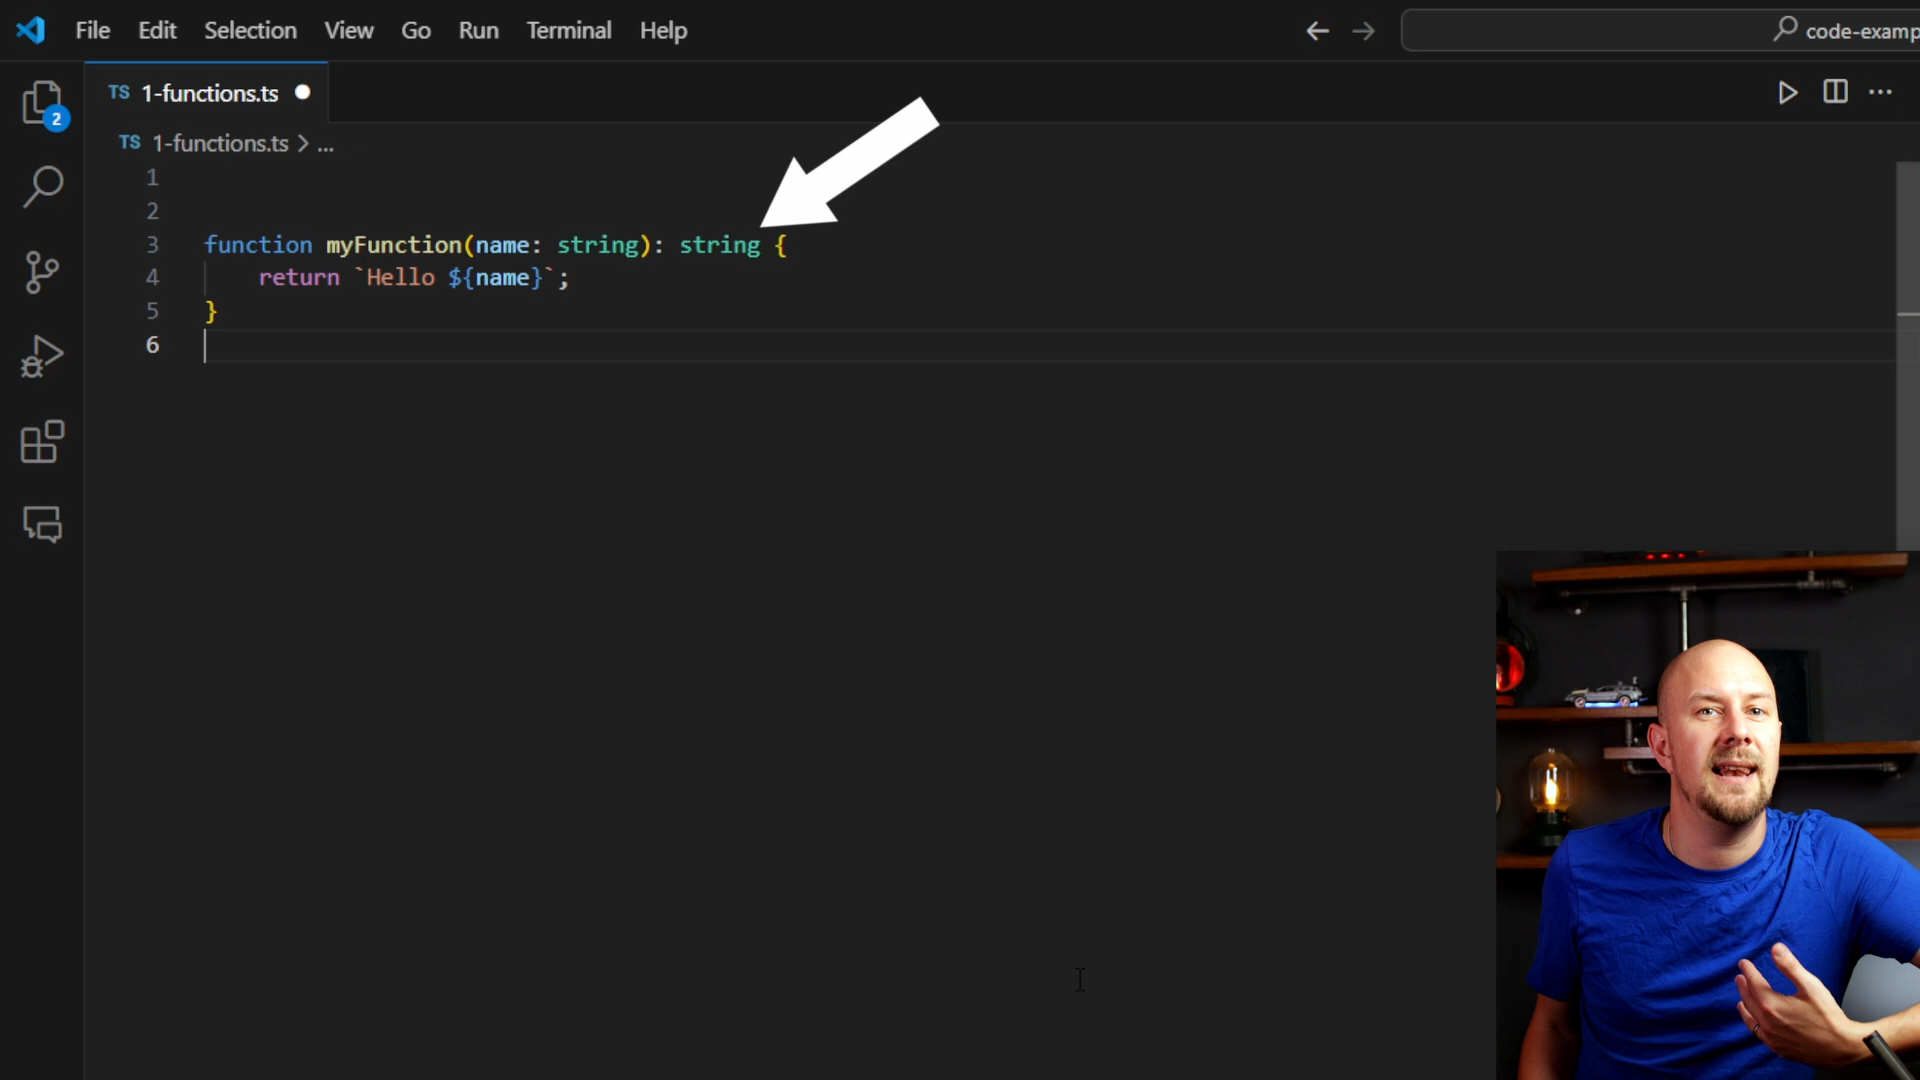 File Edit Selection View Go Run Terminal Help
code-examp
TS 1-functions.ts
2
TS 1-functions.ts > ...
1
2
3 function myFunction(name: string): string {
4 return `Hello ${name}`;
5 }
6